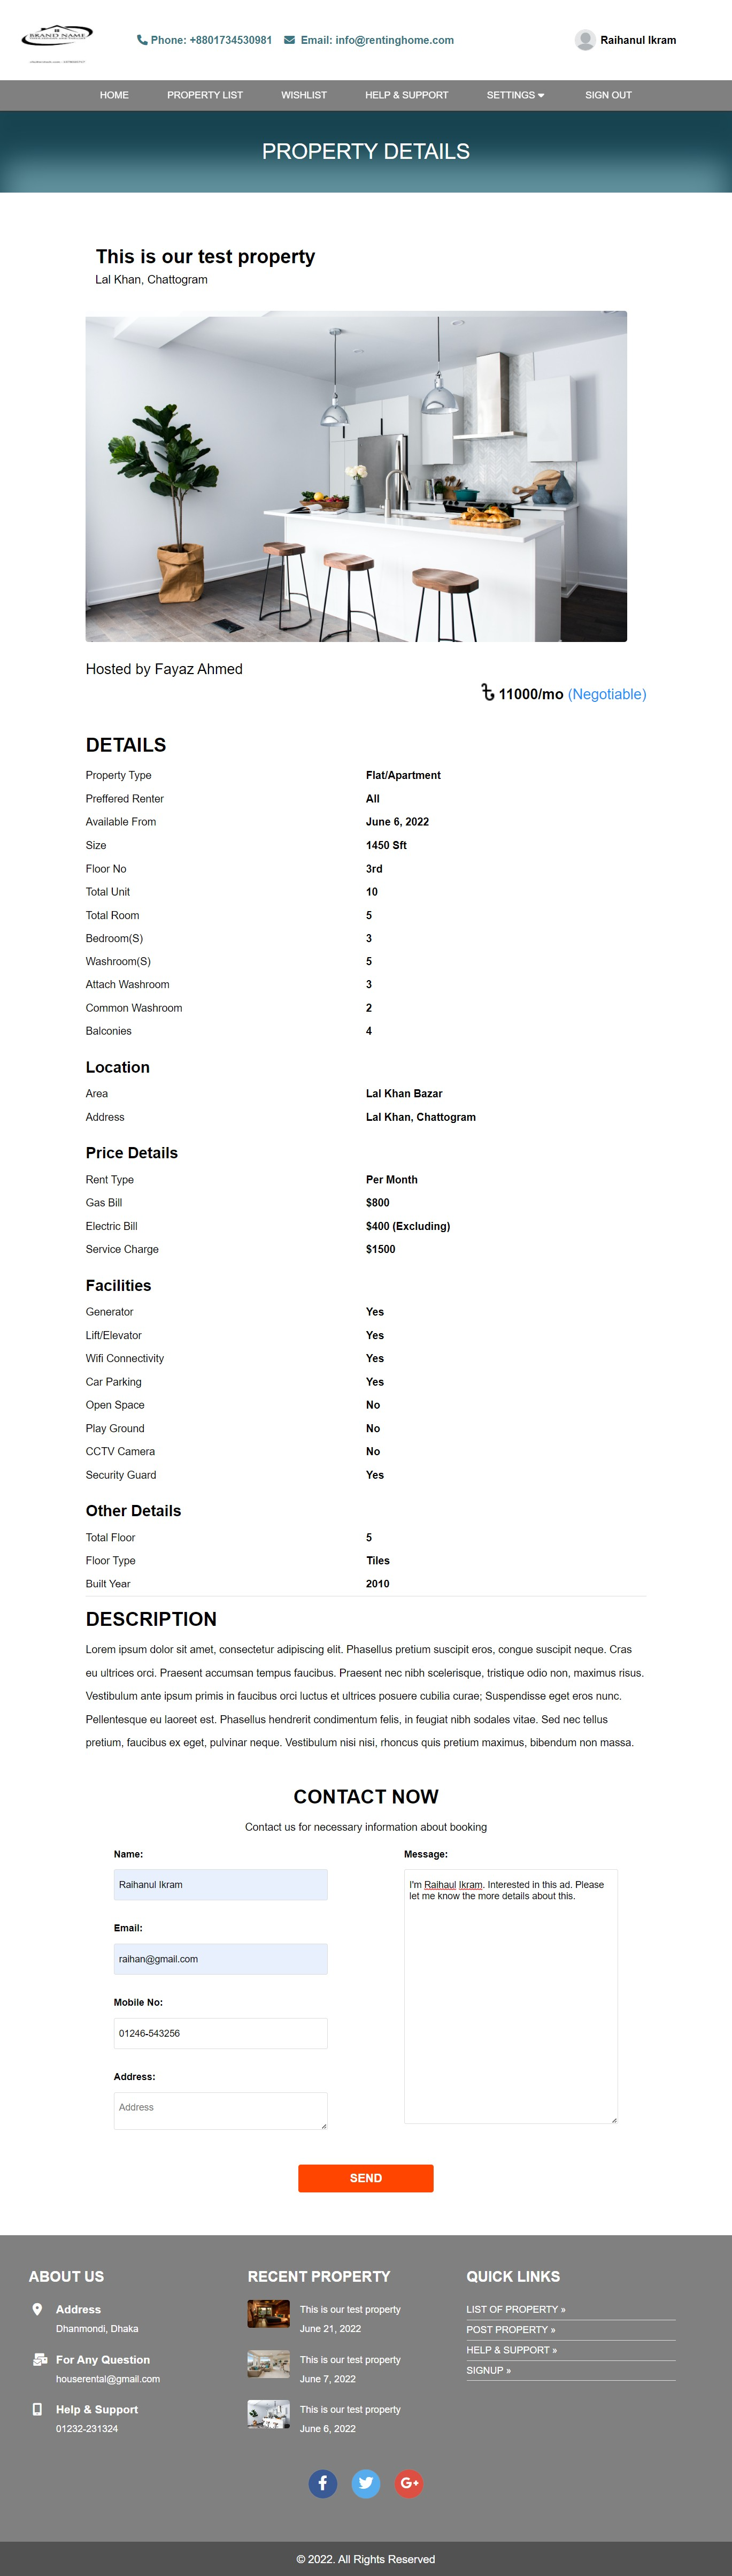 BRAND NAME
Phone: +8801734530981
Email: info@rentinghome.com
Raihanul Ikram
HOME
PROPERTY LIST
WISHLIST
HELP & SUPPORT
SETTINGS
SIGN OUT
PROPERTY DETAILS
This is our test property
Lal Khan, Chattogram
Hosted by Fayaz Ahmed
৳ 11000/mo (Negotiable)
DETAILS
Property Type Flat/Apartment
Preffered Renter All
Available From June 6, 2022
Size 1450 Sft
Floor No 3rd
Total Unit 10
Total Room 5
Bedroom(S) 3
Washroom(S) 5
Attach Washroom 3
Common Washroom 2
Balconies 4
Location
Area Lal Khan Bazar
Address Lal Khan, Chattogram
Price Details
Rent Type Per Month
Gas Bill $800
Electric Bill $400 (Excluding)
Service Charge $1500
Facilities
Generator Yes
Lift/Elevator Yes
Wifi Connectivity Yes
Car Parking Yes
Open Space No
Play Ground No
CCTV Camera No
Security Guard Yes
Other Details
Total Floor 5
Floor Type Tiles
Built Year 2010
DESCRIPTION
Lorem ipsum dolor sit amet, consectetur adipiscing elit. Phasellus pretium suscipit eros, congue suscipit neque. Cras
eu ultrices orci. Praesent accumsan tempus faucibus. Praesent nec nibh scelerisque, tristique odio non, maximus risus.
Vestibulum ante ipsum primis in faucibus orci luctus et ultrices posuere cubilia curae; Suspendisse eget eros nunc.
Pellentesque eu laoreet est. Phasellus hendrerit condimentum felis, in feugiat nibh sodales vitae. Sed nec tellus
pretium, faucibus ex eget, pulvinar neque. Vestibulum nisi nisi, rhoncus quis pretium maximus, bibendum non massa.
CONTACT NOW
Contact us for necessary information about booking
Name:
Raihanul Ikram
Email:
raihan@gmail.com
Mobile No:
01246-543256
Address:
Address
Message:
I'm Raihaul Ikram. Interested in this ad. Please
let me know the more details about this.
SEND
ABOUT US
Address
Dhanmondi, Dhaka
For Any Question
houserental@gmail.com
Help & Support
01232-231324
RECENT PROPERTY
This is our test property
June 21, 2022
This is our test property
June 7, 2022
This is our test property
June 6, 2022
QUICK LINKS
LIST OF PROPERTY »
POST PROPERTY »
HELP & SUPPORT »
SIGNUP »
© 2022. All Rights Reserved